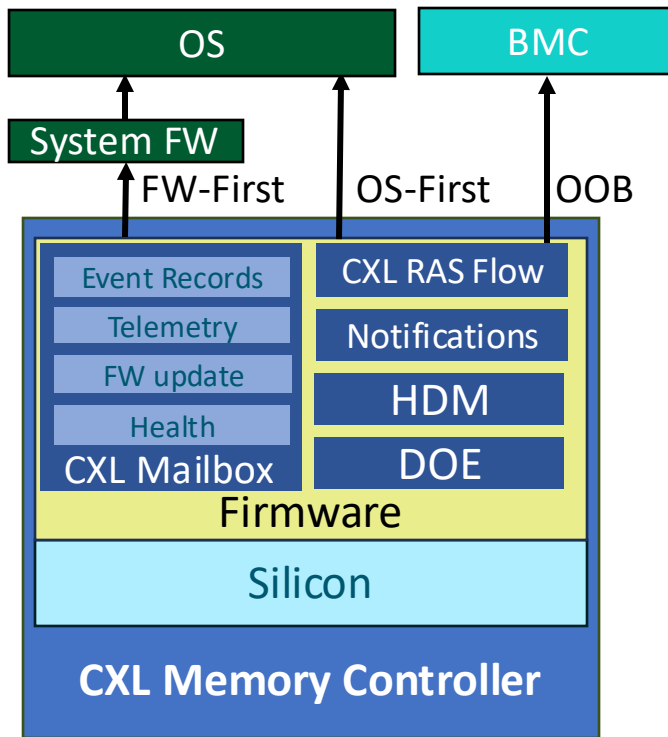 OS
BMC
System FW
FW-First
OS-First
OOB
Event Records
Telemetry
FW update
Health
CXL Mailbox
CXL RAS Flow
Notifications
HDM
DOE
Firmware
Silicon
CXL Memory Controller